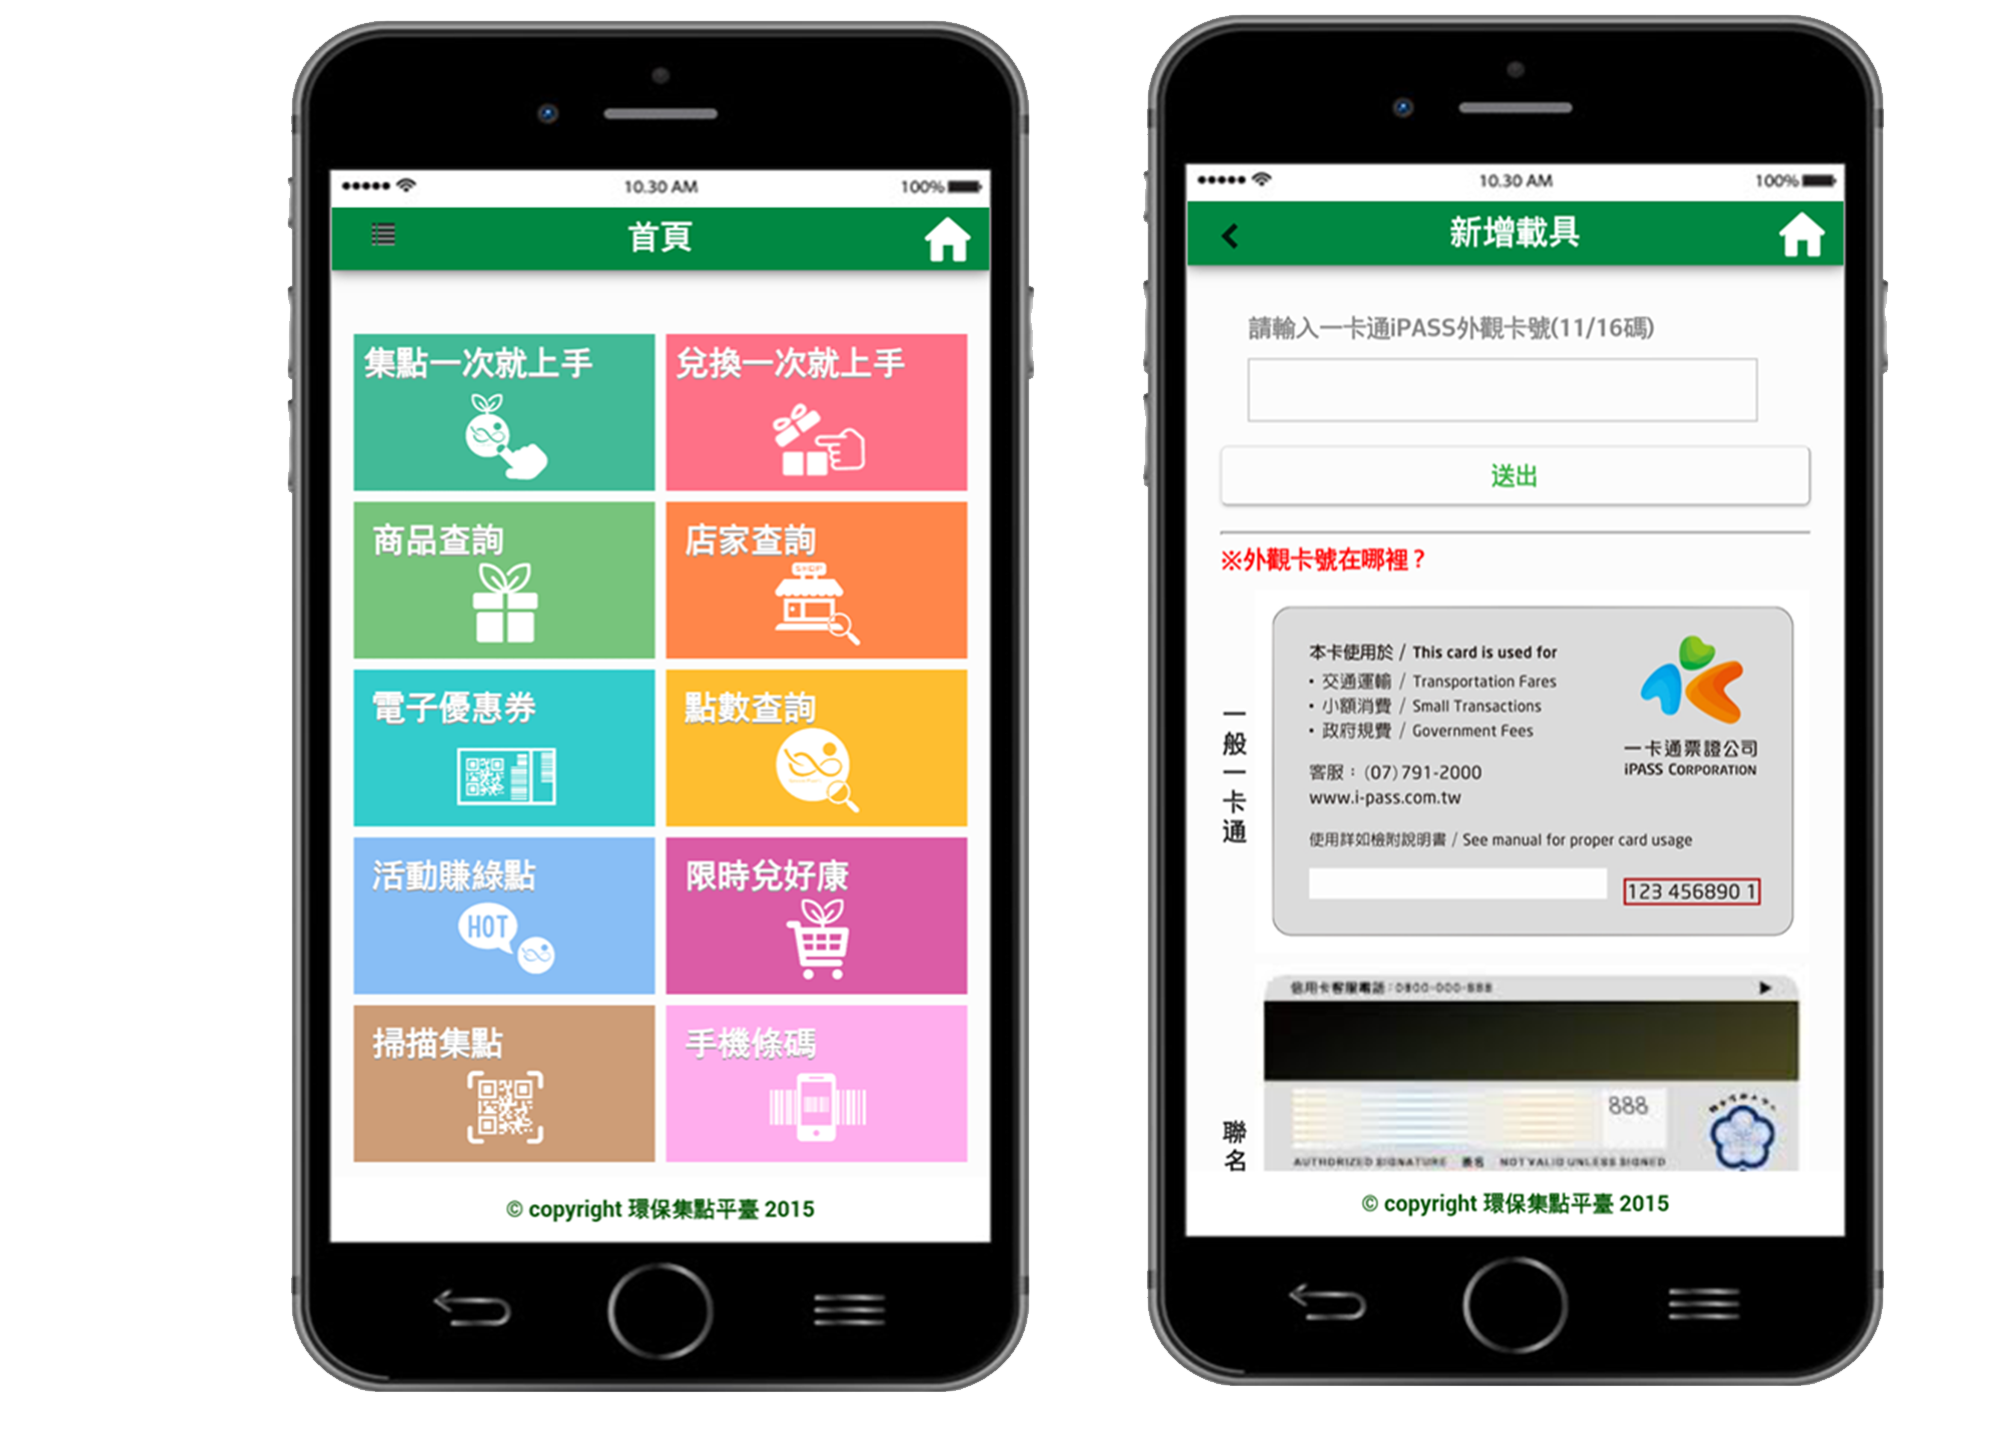 10.30 AM
100%
首頁
集點一次就上手
兌換一次就上手
商品查詢
店家查詢
SHOP
電子優惠券
點數查詢
活動賺綠點
HOT
限時兌好康
掃描集點
手機條碼
© copyright 環保集點平臺 2015
10.30 AM
100%
新增載具
請輸入一卡通iPASS外觀卡號(11/16碼)
送出
※外觀卡號在哪裡？
一般一卡通
本卡使用於 / This card is used for
• 交通運輸 / Transportation Fares
• 小額消費 / Small Transactions
• 政府規費 / Government Fees
客服：(07)791-2000
www.i-pass.com.tw
一卡通票證公司
iPASS CORPORATION
使用詳如檢附說明書 / See manual for proper card usage
123 456890 1
聯名
信用卡客服電話：0800-000-888
888
AUTHORIZED SIGNATURE 簽名 NOT VALID UNLESS SIGNED
© copyright 環保集點平臺 2015